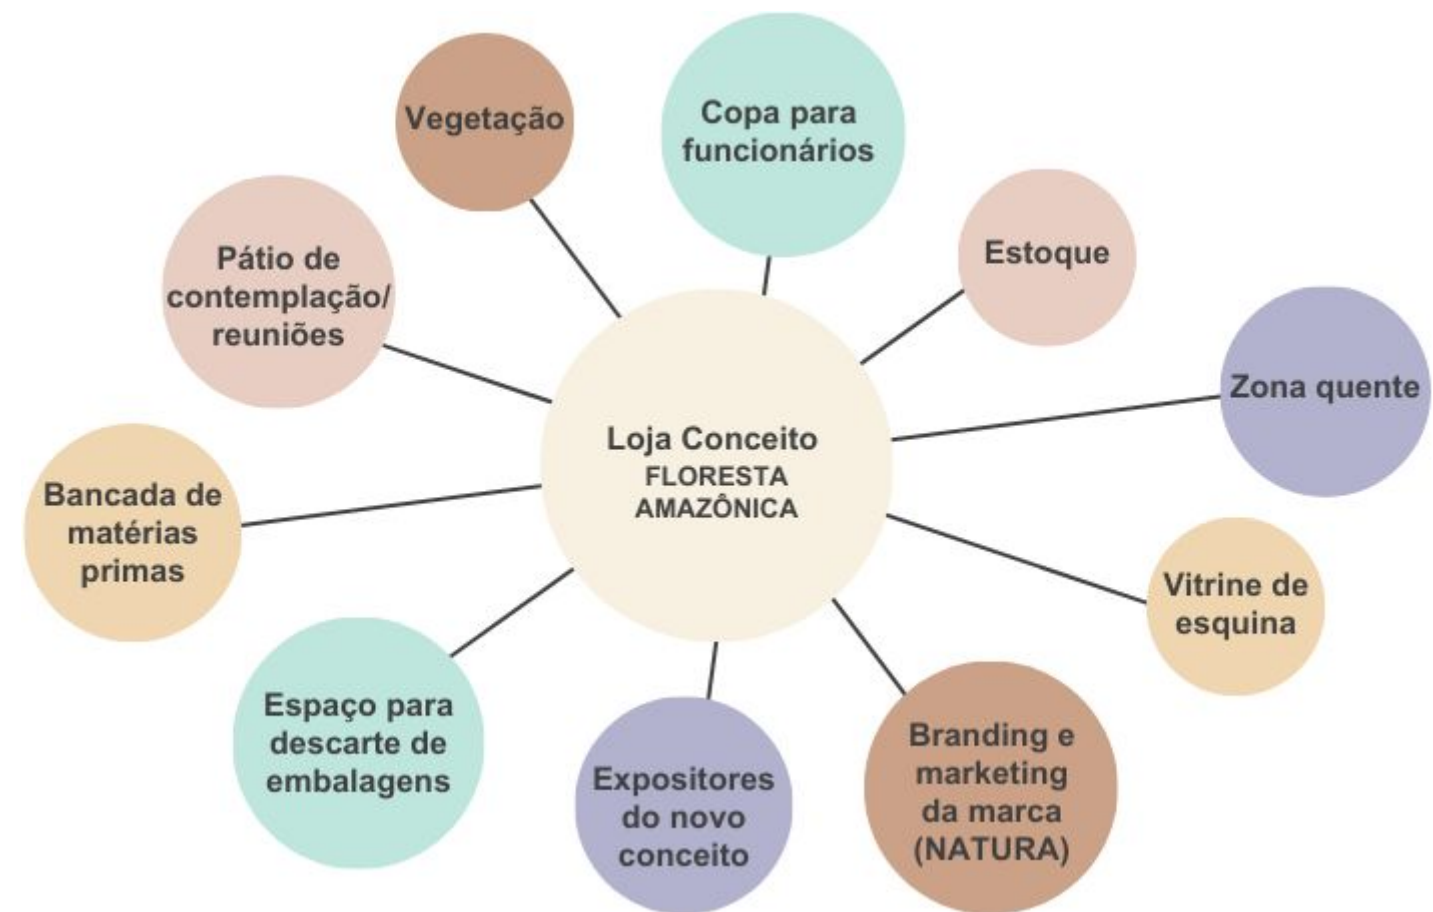 Vegetação
Copa para
funcionários
Estoque
Pátio de
contemplação/
reuniões
Zona quente
Loja Conceito
FLORESTA
AMAZÔNICA
Bancada de
matérias
primas
Vitrine de
esquina
Espaço para
descarte de
embalagens
Expositores
do novo
conceito
Branding e
marketing
da marca
(NATURA)